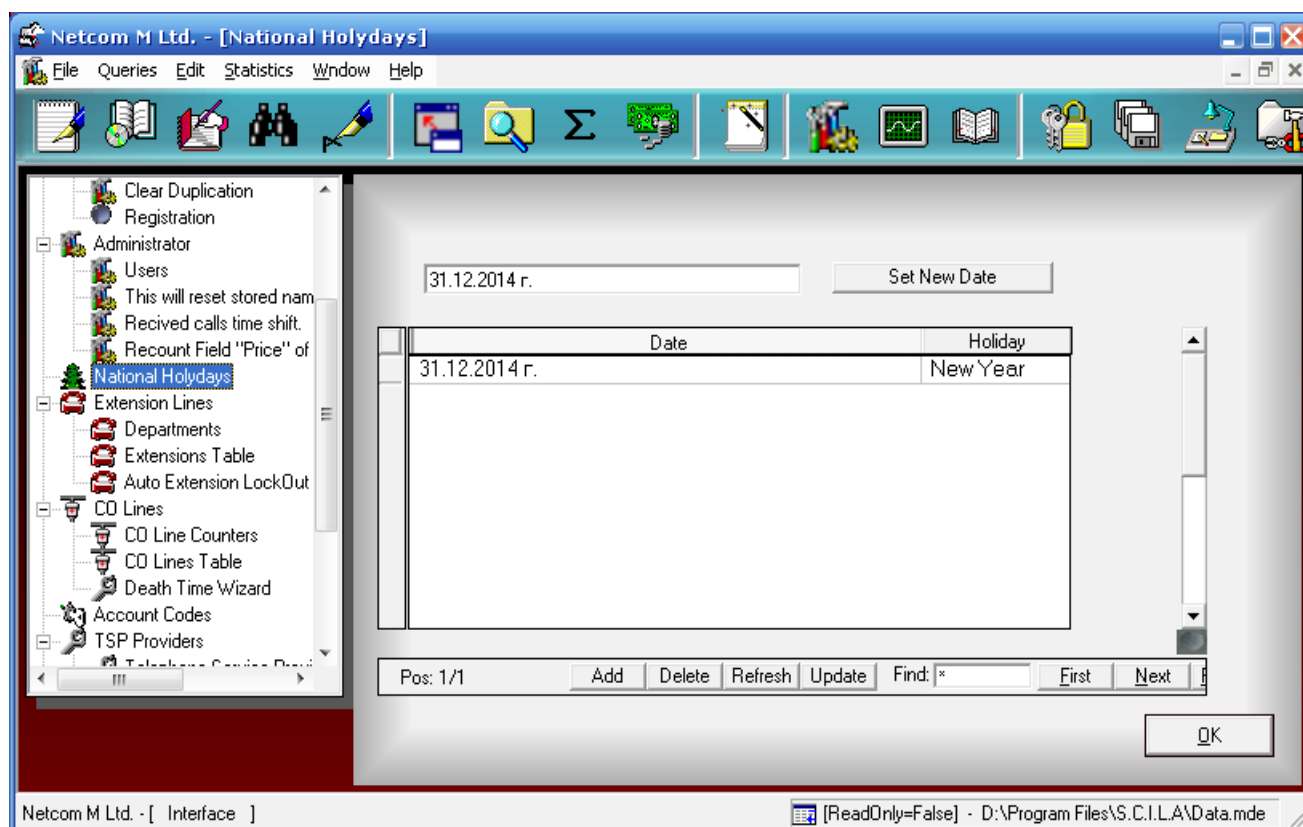 Netcom M Ltd. - [National Holydays]
File Queries Edit Statistics Wndow Help
Clear Duplication
Registration
Administrator
Users
This will reset stored nam
Recived calls time shift.
Recount Field "Price" of
National Holydays
Extension Lines
Departments
Extensions Table
Auto Extension LockOut
CO Lines
CO Line Counters
CO Lines Table
Death Time Wizard
Account Codes
TSP Providers
31.12.2014 г. Set New Date
Date Holiday
31.12.2014 г. New Year
Pos: 1/1 Add Delete Refresh Update Find: * First Next
OK
Netcom M Ltd. - [ Interface ] [ReadOnly=False] - D:\Program Files\S.C.I.L.A\Data.mde